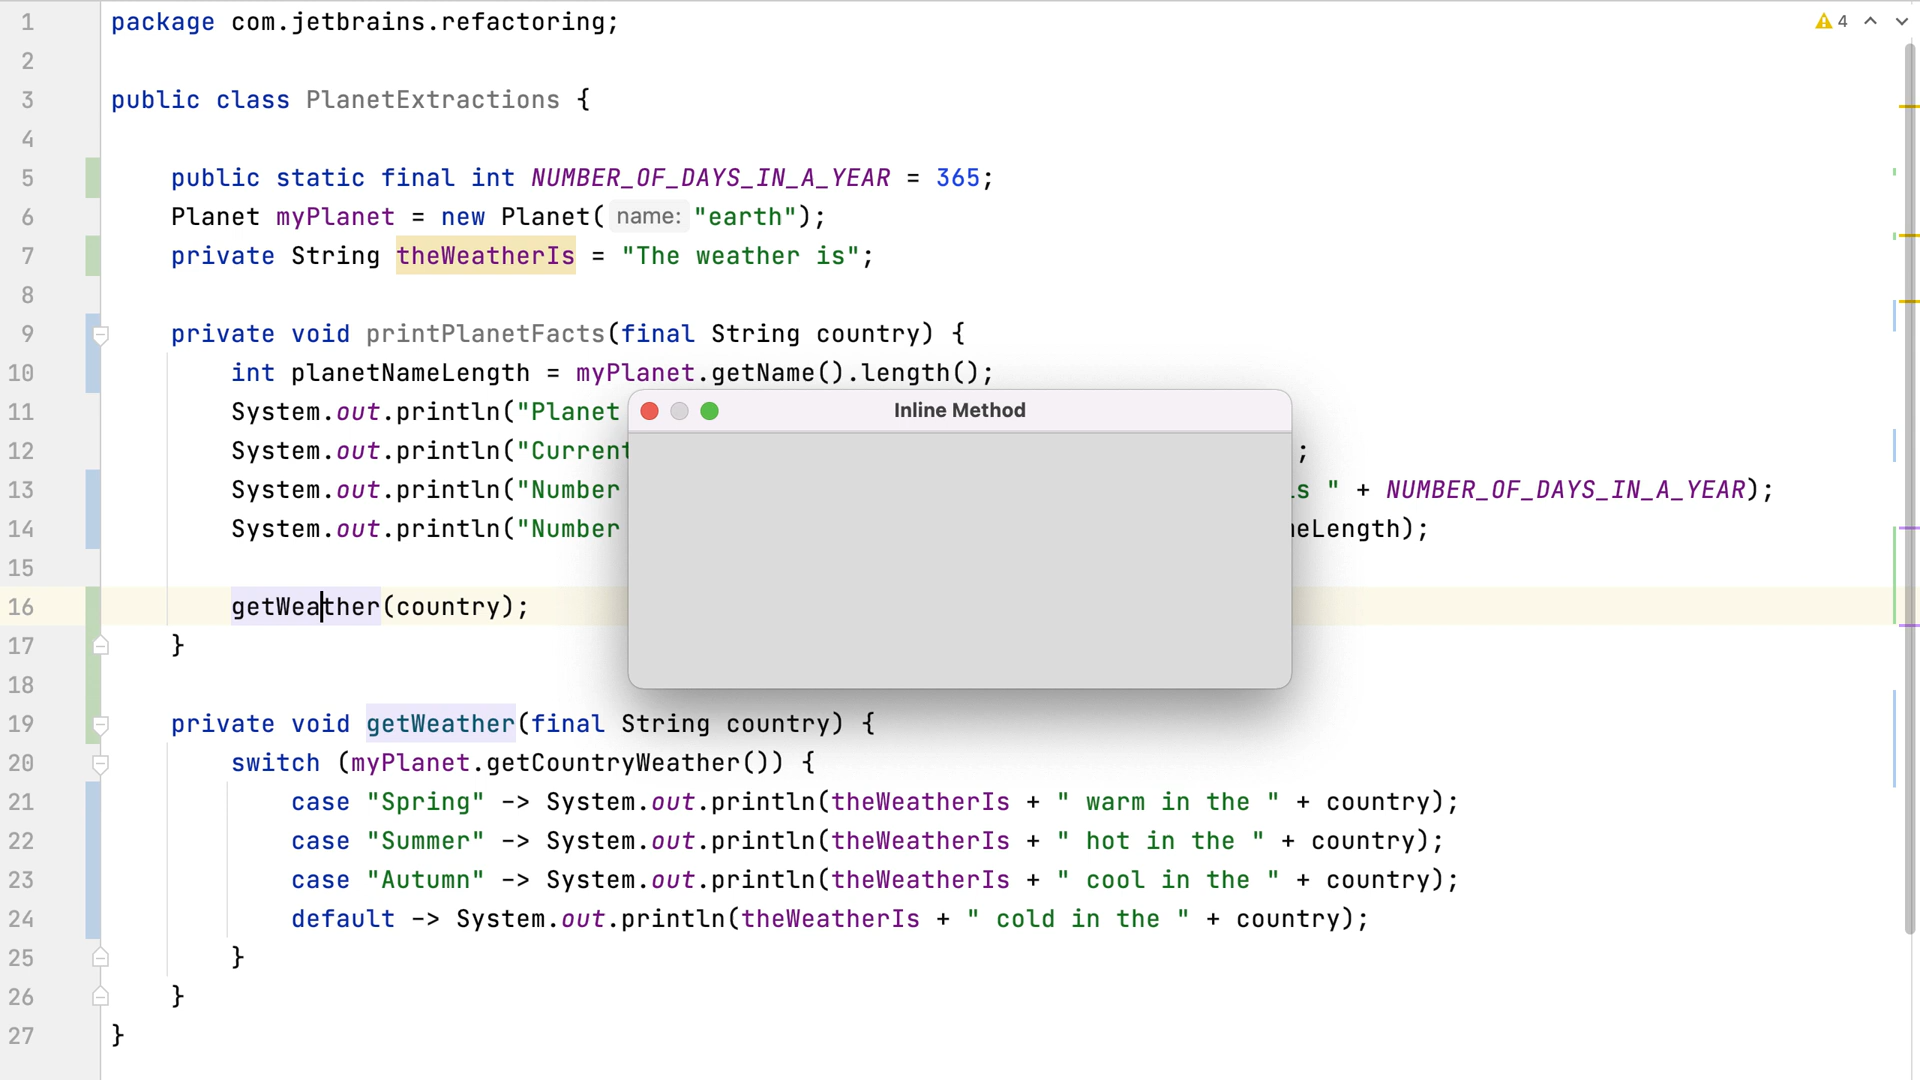 1 package com.jetbrains.refactoring; 4
2
3 public class PlanetExtractions {
4
5 public static final int NUMBER_OF_DAYS_IN_A_YEAR = 365;
6 Planet myPlanet = new Planet( name: "earth");
7 private String theWeatherIs = "The weather is";
8
9 private void printPlanetFacts(final String country) {
10 int planetNameLength = myPlanet.getName().length();
Inline Method
11 System.out.println("Planet
12 System.out.println("Current ;
13 System.out.println("Number is " + NUMBER_OF_DAYS_IN_A_YEAR);
14 System.out.println("Number eLength);
15
16 getWeather(country);
17 }
18
19 private void getWeather(final String country) {
20 switch (myPlanet.getCountryWeather()) {
21 case "Spring" -> System.out.println(theWeatherIs + " warm in the " + country);
22 case "Summer" -> System.out.println(theWeatherIs + " hot in the " + country);
23 case "Autumn" -> System.out.println(theWeatherIs + " cool in the " + country);
24 default -> System.out.println(theWeatherIs + " cold in the " + country);
25 }
26 }
27 }